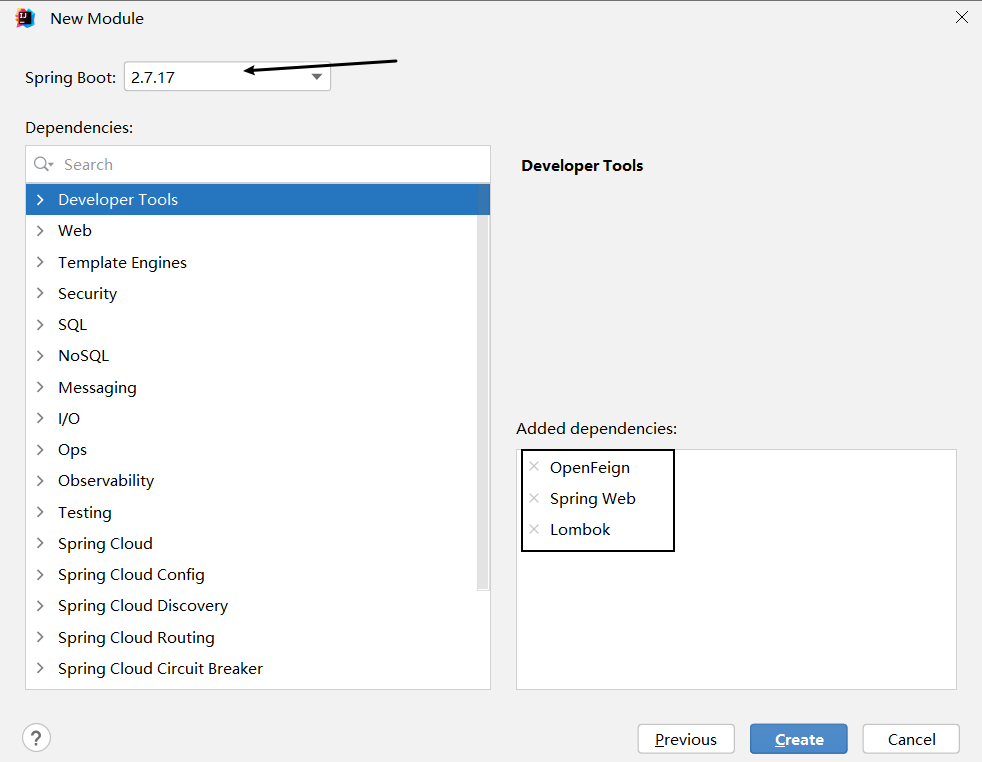 New Module
Spring Boot: 2.7.17
Dependencies:
Search
Developer Tools
Web
Template Engines
Security
SQL
NoSQL
Messaging
I/O
Ops
Observability
Testing
Spring Cloud
Spring Cloud Config
Spring Cloud Discovery
Spring Cloud Routing
Spring Cloud Circuit Breaker
Developer Tools
Added dependencies:
OpenFeign
Spring Web
Lombok
?
Previous
Create
Cancel